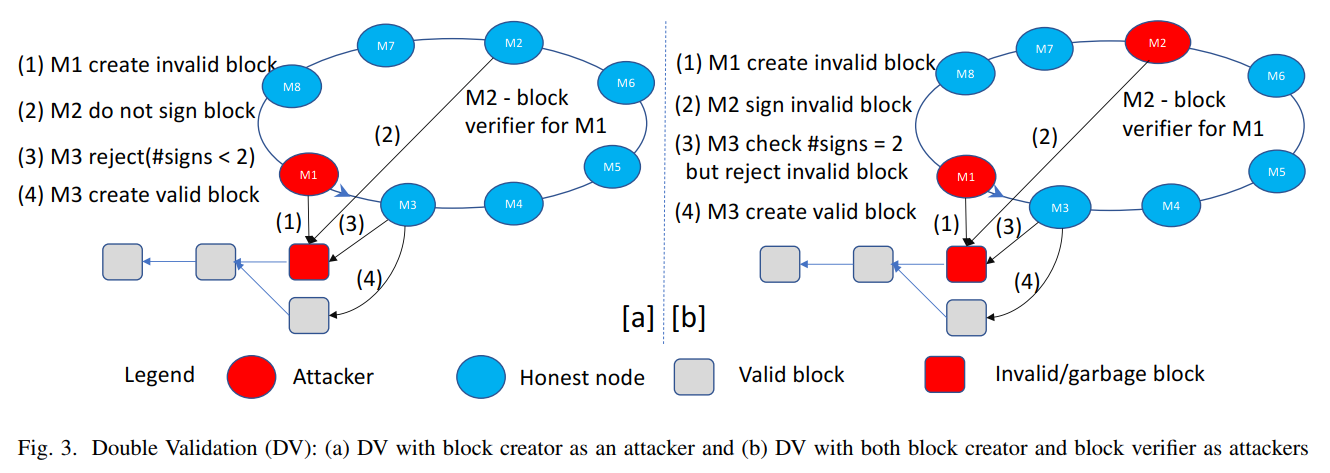 (1) M1 create invalid block
(2) M2 do not sign block
(3) M3 reject(#signs < 2)
(4) M3 create valid block
M8
M7
M2
M6
M5
M4
M3
M1
M2 - block
verifier for M1
(2)
(1)
(3)
(4)
[a]
(1) M1 create invalid block
(2) M2 sign invalid block
(3) M3 check #signs = 2
but reject invalid block
(4) M3 create valid block
M8
M7
M2
M6
M5
M4
M3
M1
M2 - block
verifier for M1
(2)
(1)
(3)
(4)
[b]
Legend
Attacker
Honest node
Valid block
Invalid/garbage block
Fig. 3. Double Validation (DV): (a) DV with block creator as an attacker and (b) DV with both block creator and block verifier as attackers